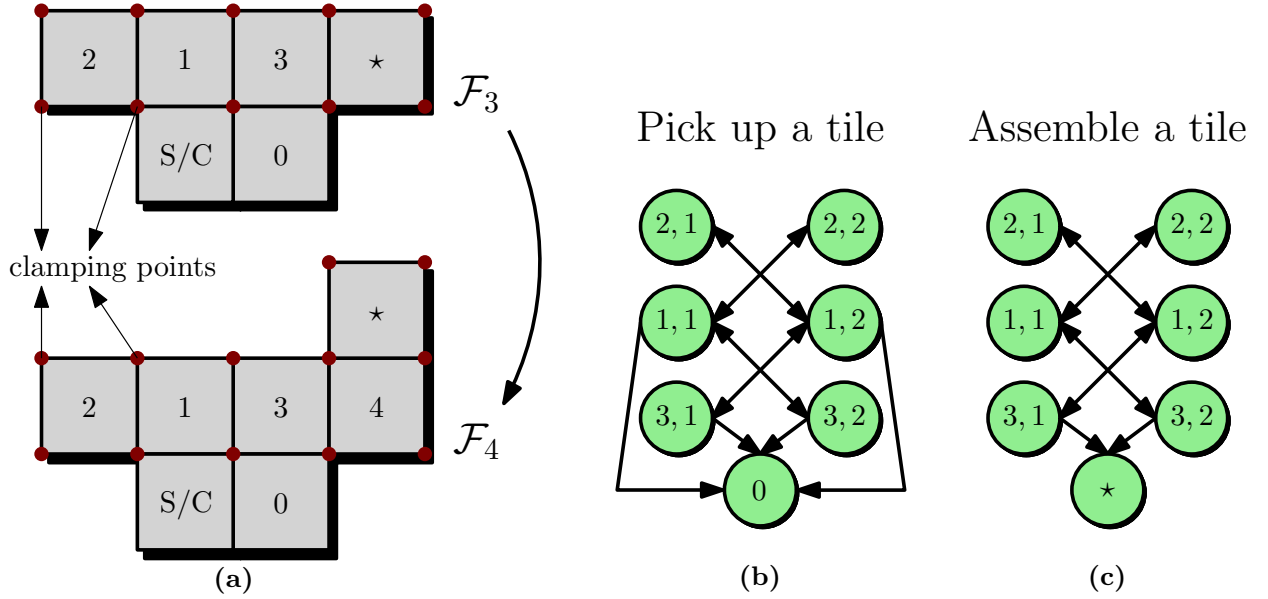 2 1 3 ⋆
S/C 0
F₃
clamping points
⋆
2 1 3 4
F₄
S/C 0
(a)
Pick up a tile
2, 1 2, 2
1, 1 1, 2
3, 1 3, 2
0
(b)
Assemble a tile
2, 1 2, 2
1, 1 1, 2
3, 1 3, 2
⋆
(c)